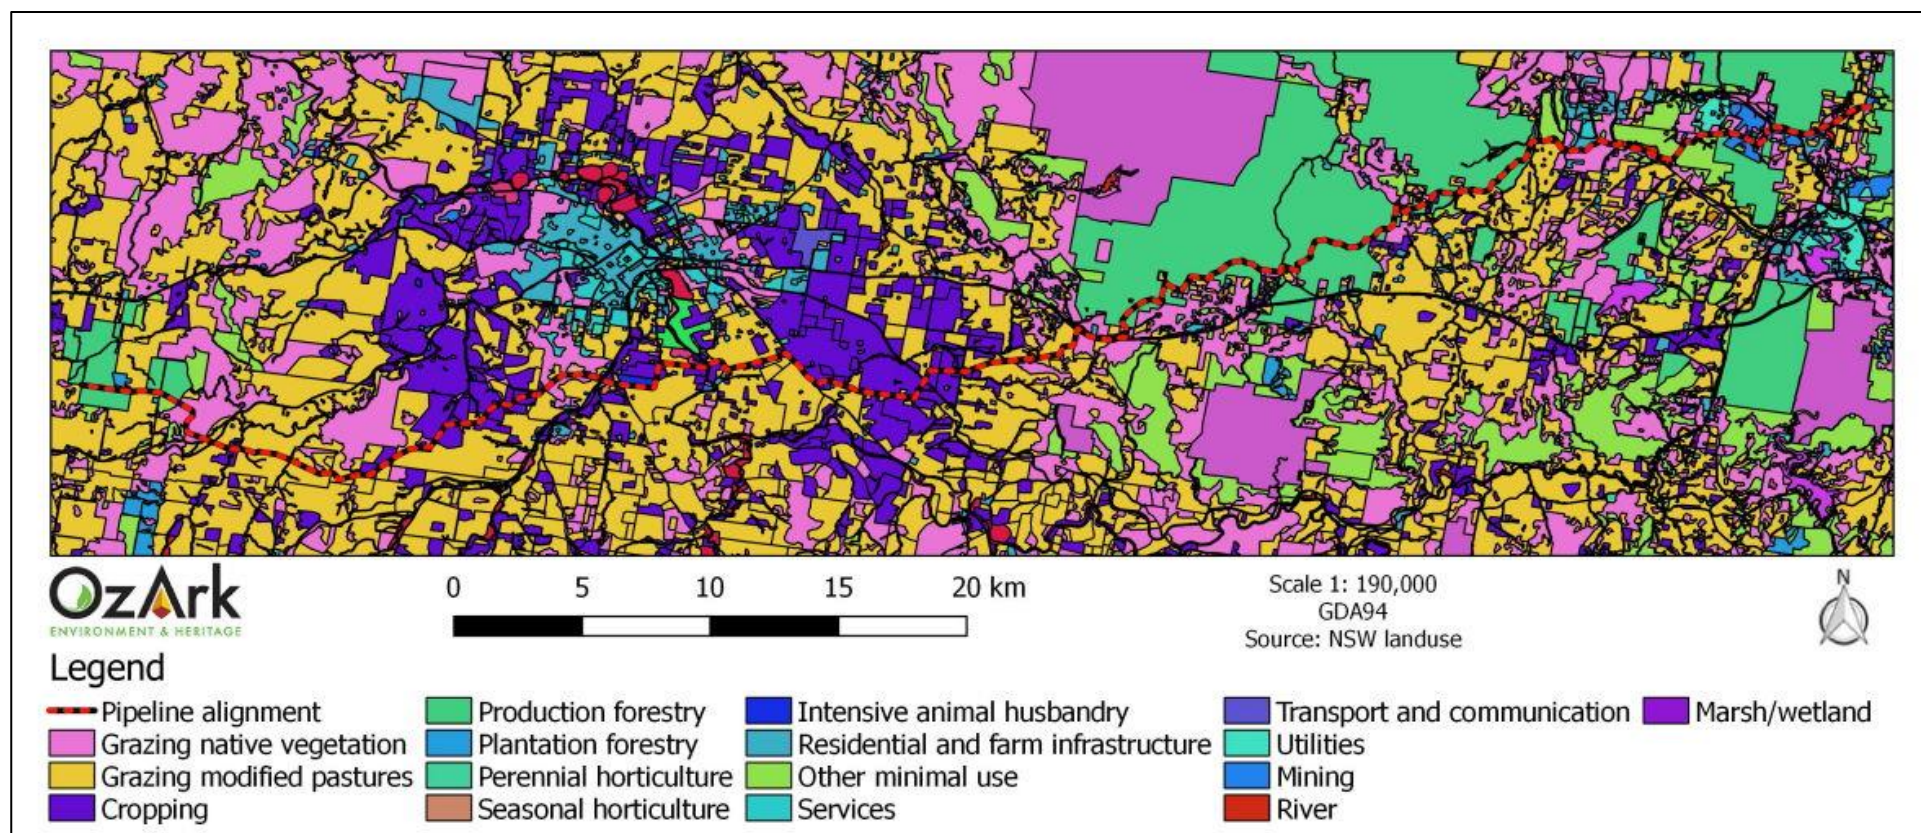 OzArk
ENVIRONMENT & HERITAGE
0 5 10 15 20 km
Scale 1: 190,000
GDA94
Source: NSW landuse
N
Legend
Pipeline alignment
Grazing native vegetation
Grazing modified pastures
Cropping
Production forestry
Plantation forestry
Perennial horticulture
Seasonal horticulture
Intensive animal husbandry
Residential and farm infrastructure
Other minimal use
Services
Transport and communication
Utilities
Mining
River
Marsh/wetland